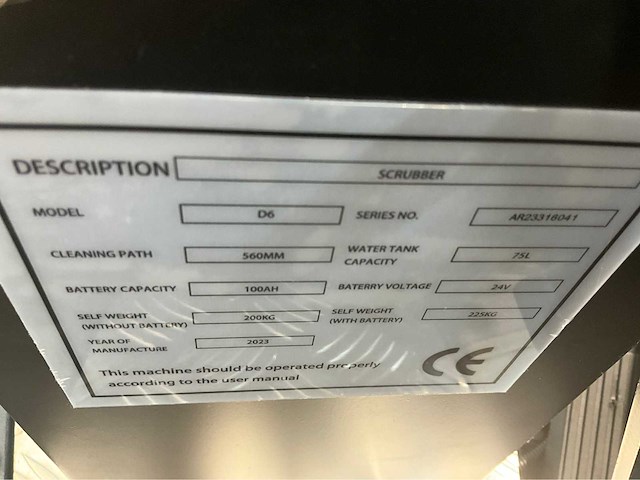 DESCRIPTION SCRUBBER
MODEL D6 SERIES NO. AR23316041
CLEANING PATH 560MM WATER TANK CAPACITY 75L
BATTERY CAPACITY 100AH BATERRY VOLTAGE 24V
SELF WEIGHT (WITHOUT BATTERY) 200KG SELF WEIGHT (WITH BATTERY) 225KG
YEAR OF MANUFACTURE 2023
This machine should be operated properly
according to the user manual
CE